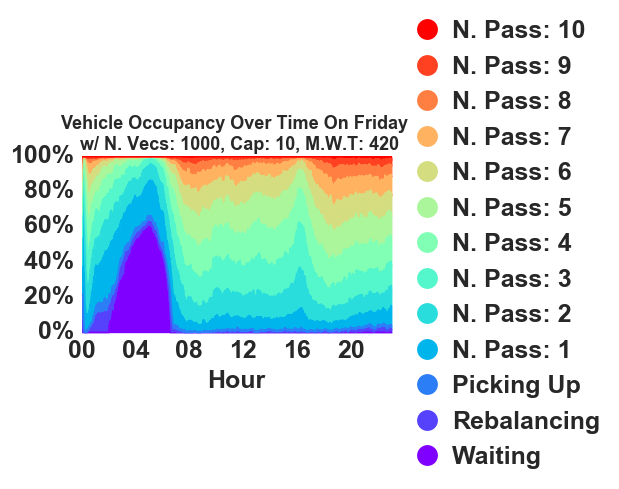 Vehicle Occupancy Over Time On Friday
w/ N. Vecs: 1000, Cap: 10, M.W.T: 420
100%
80%
60%
40%
20%
0%
00 04 08 12 16 20
Hour
N. Pass: 10
N. Pass: 9
N. Pass: 8
N. Pass: 7
N. Pass: 6
N. Pass: 5
N. Pass: 4
N. Pass: 3
N. Pass: 2
N. Pass: 1
Picking Up
Rebalancing
Waiting